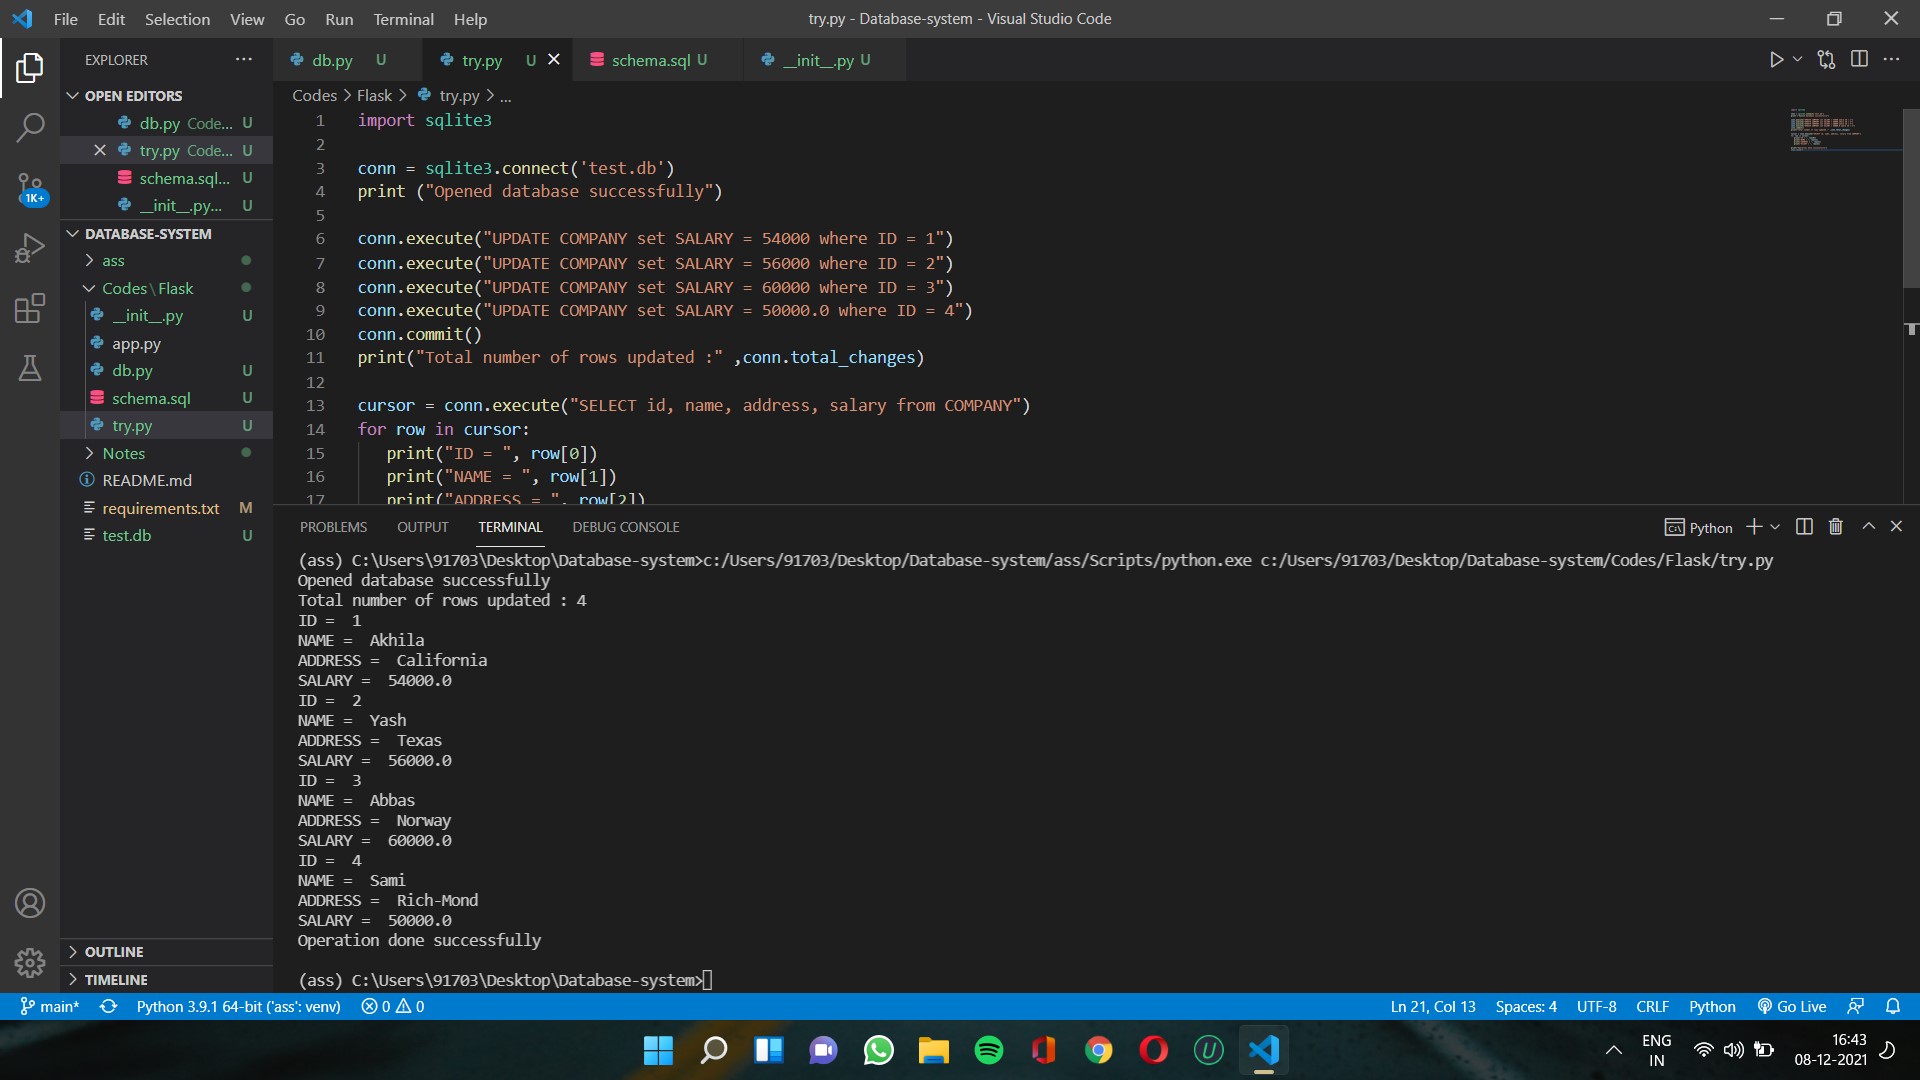 File Edit Selection View Go Run Terminal Help
try.py - Database-system - Visual Studio Code
EXPLORER
db.py U
try.py U
schema.sql U
__init__.py U
OPEN EDITORS
db.py Code... U
try.py Code... U
schema.sql... U
__init__.py... U
1K+
DATABASE-SYSTEM
ass
Codes\Flask
__init__.py U
app.py
db.py U
schema.sql U
try.py U
Notes
README.md
requirements.txt M
test.db U
OUTLINE
TIMELINE
Codes > Flask > try.py > ...
1 import sqlite3
2
3 conn = sqlite3.connect('test.db')
4 print ("Opened database successfully")
5
6 conn.execute("UPDATE COMPANY set SALARY = 54000 where ID = 1")
7 conn.execute("UPDATE COMPANY set SALARY = 56000 where ID = 2")
8 conn.execute("UPDATE COMPANY set SALARY = 60000 where ID = 3")
9 conn.execute("UPDATE COMPANY set SALARY = 50000.0 where ID = 4")
10 conn.commit()
11 print("Total number of rows updated :" ,conn.total_changes)
12
13 cursor = conn.execute("SELECT id, name, address, salary from COMPANY")
14 for row in cursor:
15 print("ID = ", row[0])
16 print("NAME = ", row[1])
17 print("ADDRESS = ", row[2])
PROBLEMS OUTPUT TERMINAL DEBUG CONSOLE
Python
(ass) C:\Users\91703\Desktop\Database-system>c:/Users/91703/Desktop/Database-system/ass/Scripts/python.exe c:/Users/91703/Desktop/Database-system/Codes/Flask/try.py
Opened database successfully
Total number of rows updated : 4
ID =  1
NAME =  Akhila
ADDRESS =  California
SALARY =  54000.0
ID =  2
NAME =  Yash
ADDRESS =  Texas
SALARY =  56000.0
ID =  3
NAME =  Abbas
ADDRESS =  Norway
SALARY =  60000.0
ID =  4
NAME =  Sami
ADDRESS =  Rich-Mond
SALARY =  50000.0
Operation done successfully
(ass) C:\Users\91703\Desktop\Database-system>
main* Python 3.9.1 64-bit ('ass': venv) 0 0
Ln 21, Col 13 Spaces: 4 UTF-8 CRLF Python Go Live
ENG
IN
16:43
08-12-2021